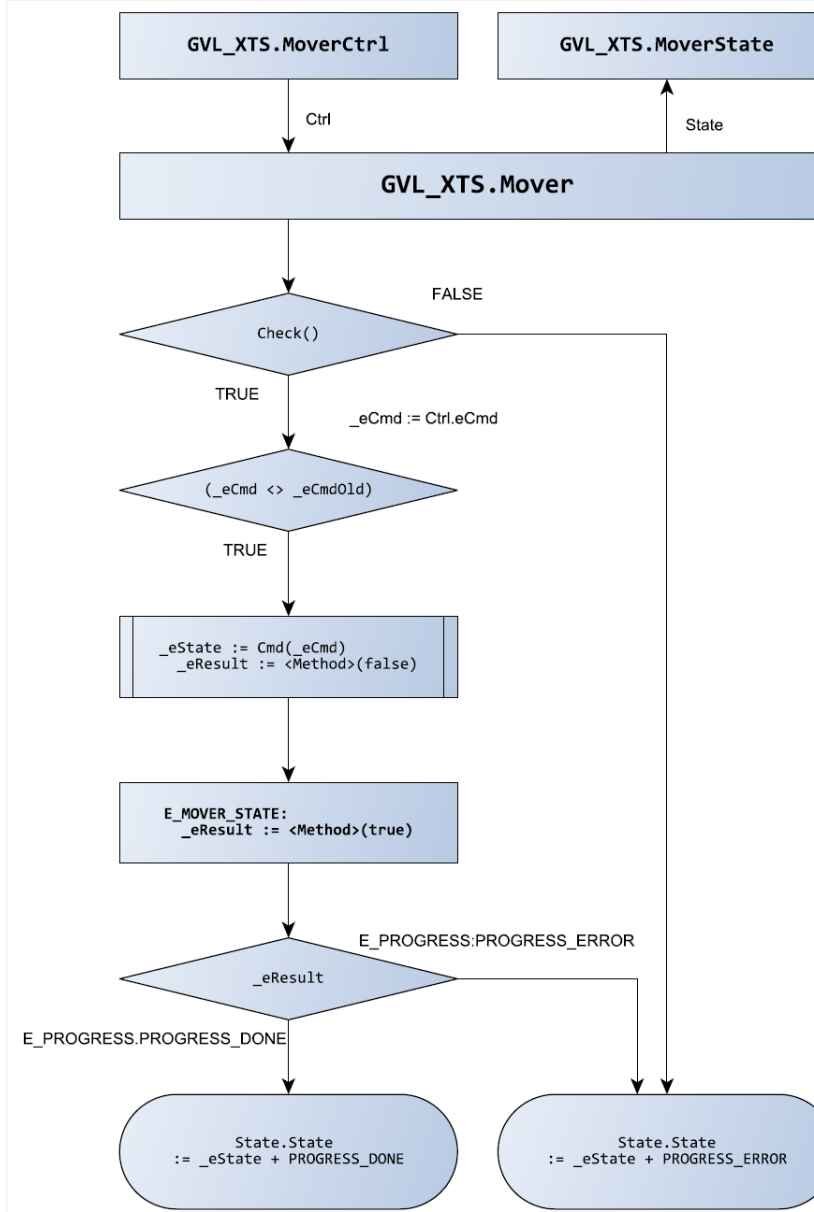 GVL_XTS.MoverCtrl
GVL_XTS.MoverState
Ctrl
State
GVL_XTS.Mover
FALSE
Check()
TRUE
_eCmd := Ctrl.eCmd
(_eCmd <> _eCmdOld)
TRUE
_eState := Cmd(_eCmd)
_eResult := <Method>(false)
E_MOVER_STATE:
_eResult := <Method>(true)
E_PROGRESS:PROGRESS_ERROR
_eResult
E_PROGRESS.PROGRESS_DONE
State.State
:= _eState + PROGRESS_DONE
State.State
:= _eState + PROGRESS_ERROR